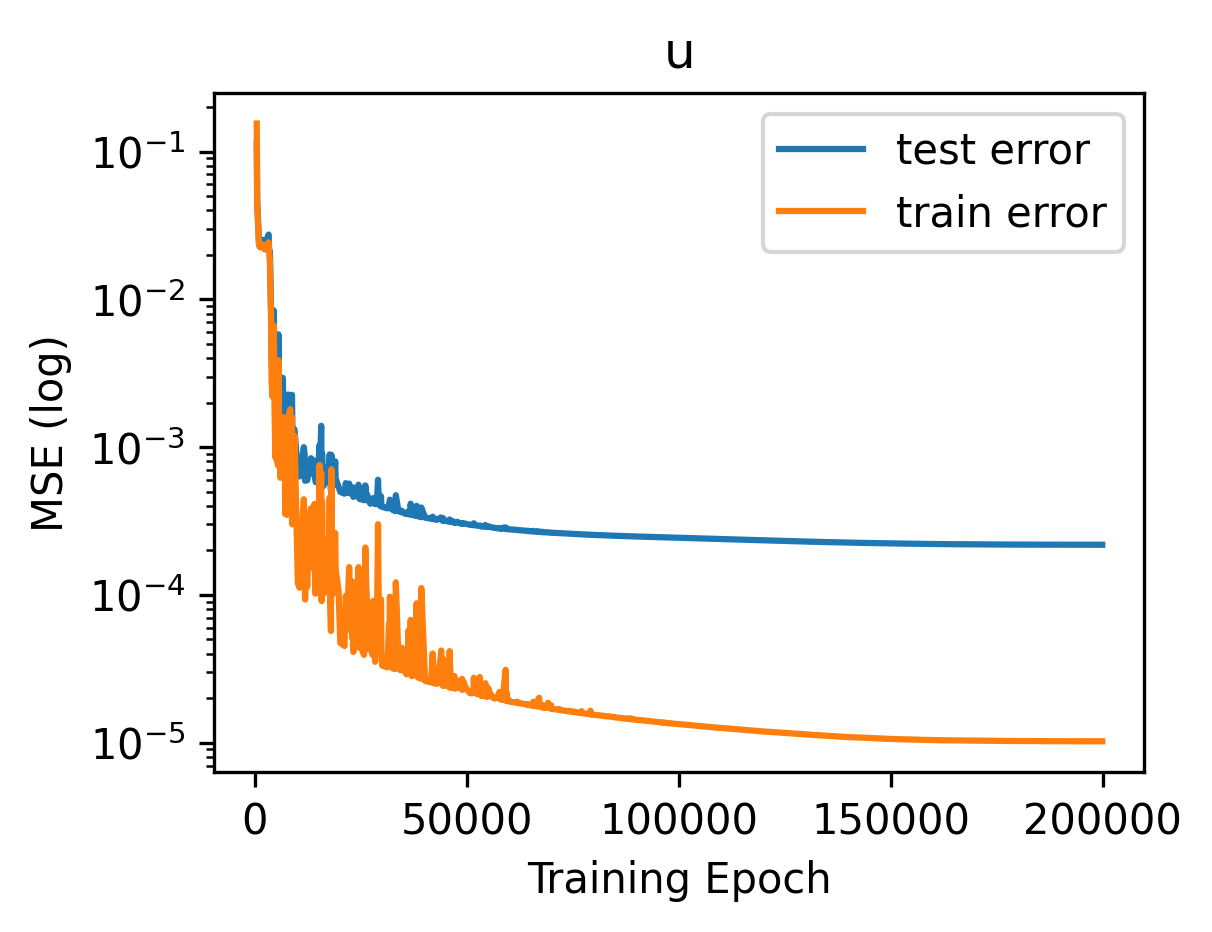 u
test error
train error
MSE (log)
10⁻¹
10⁻²
10⁻³
10⁻⁴
10⁻⁵
0
50000
100000
150000
200000
Training Epoch